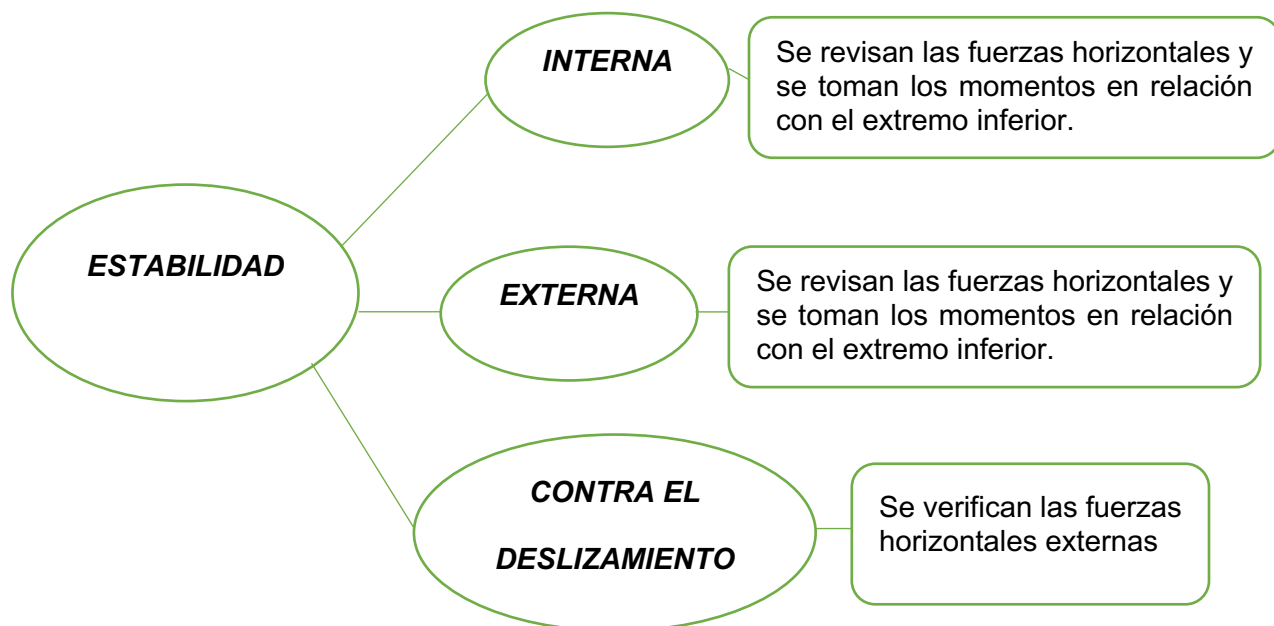 INTERNA
Se revisan las fuerzas horizontales y
se toman los momentos en relación
con el extremo inferior.
ESTABILIDAD
EXTERNA
Se revisan las fuerzas horizontales y
se toman los momentos en relación
con el extremo inferior.
CONTRA EL
DESLIZAMIENTO
Se verifican las fuerzas
horizontales externas